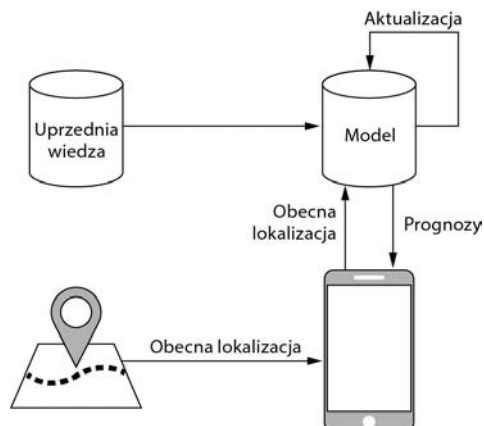 Aktualizacja
Uprzednia
wiedza
Model
Obecna
lokalizacja
Prognozy
Obecna lokalizacja